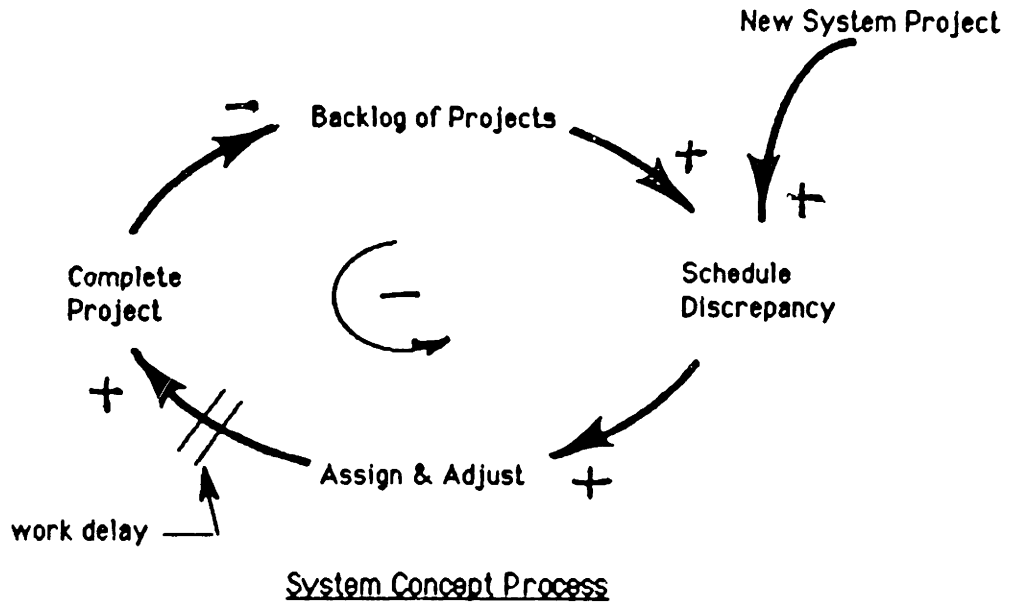 New System Project
−
Backlog of Projects
+
+
Complete
Project
−
Schedule
Discrepancy
+
Assign & Adjust
+
work delay
System Concept Process